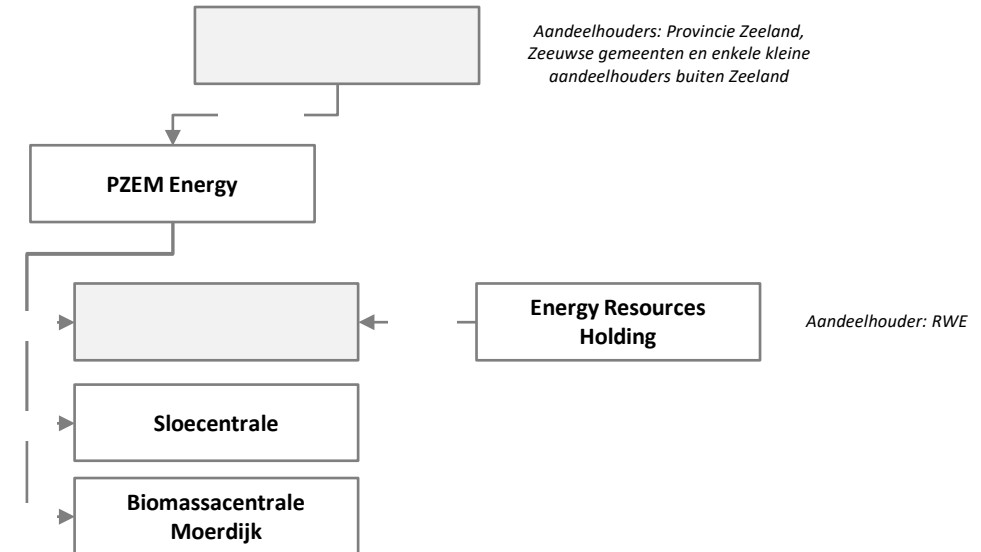 Aandeelhouders: Provincie Zeeland,
Zeeuwse gemeenten en enkele kleine
aandeelhouders buiten Zeeland
PZEM Energy
Energy Resources
Holding
Aandeelhouder: RWE
Sloecentrale
Biomassacentrale
Moerdijk